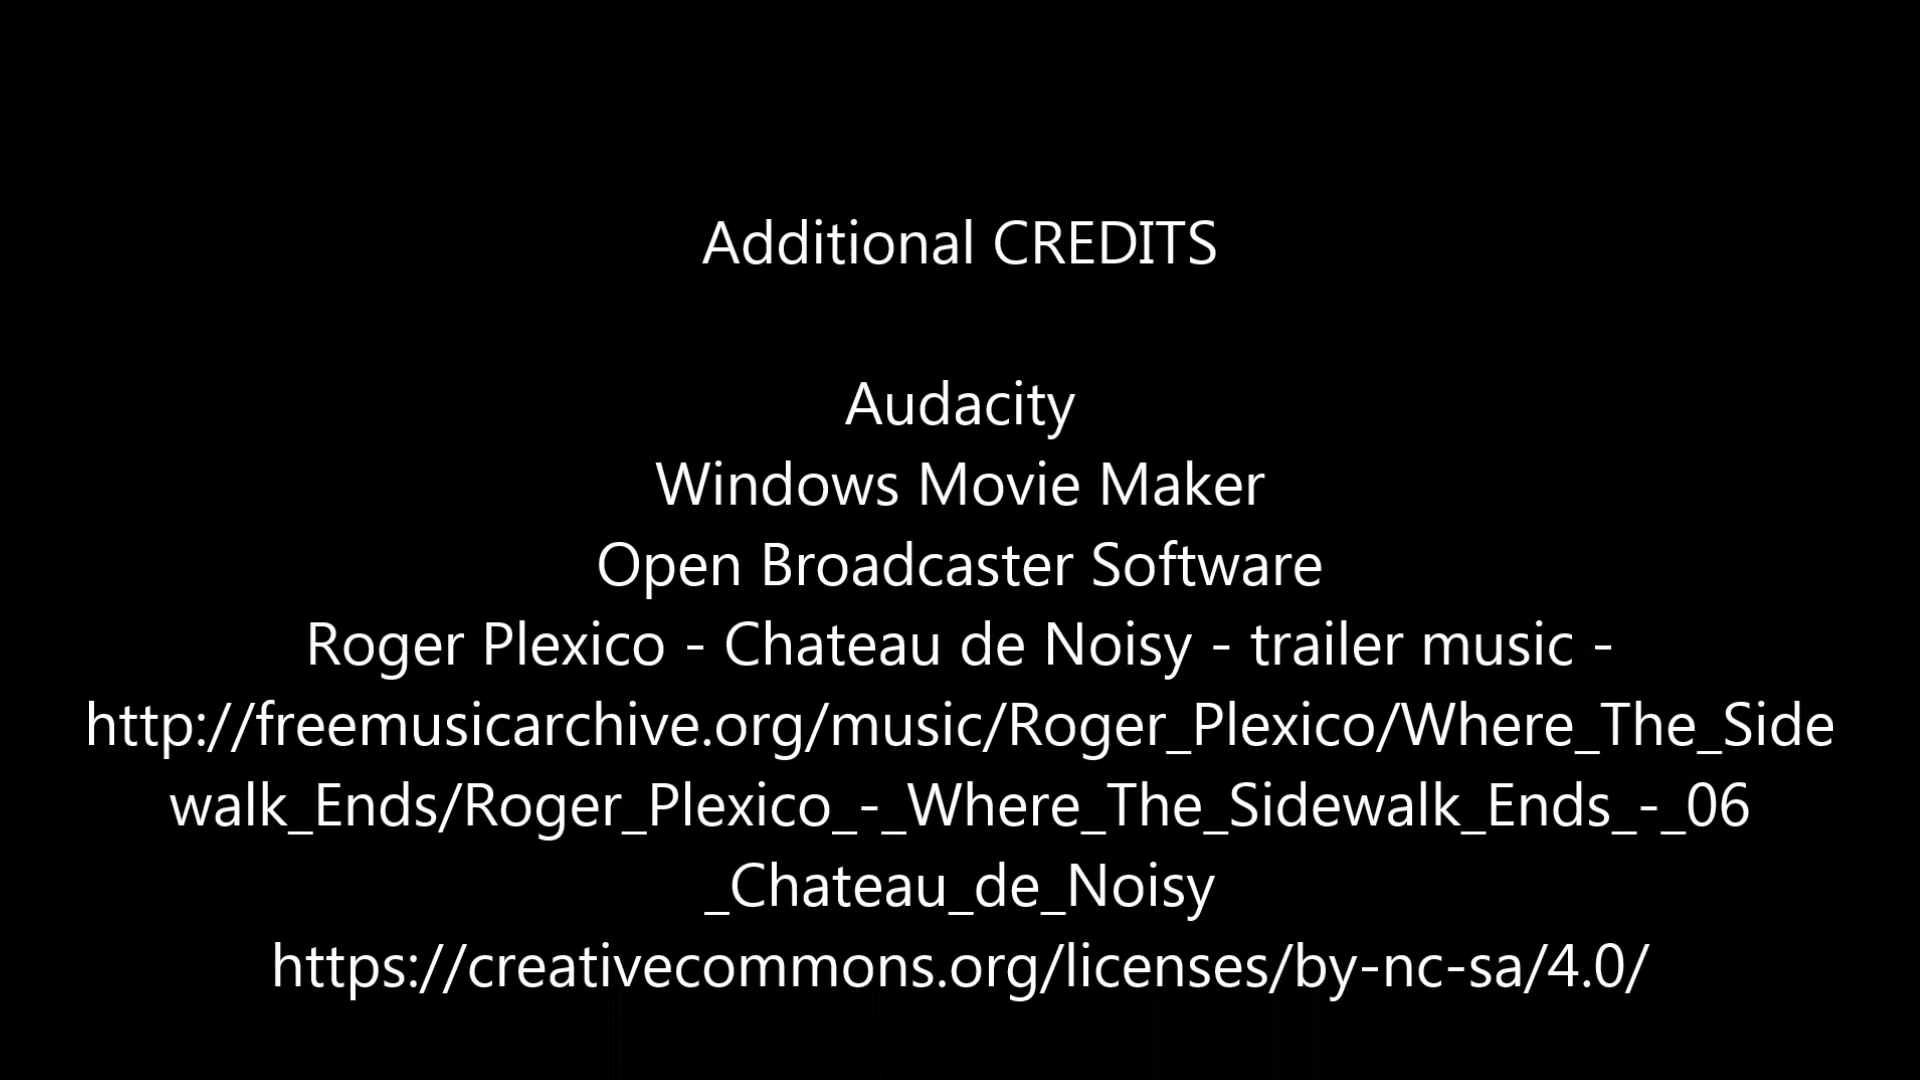 Additional CREDITS
Audacity
Windows Movie Maker
Open Broadcaster Software
Roger Plexico - Chateau de Noisy - trailer music -
http://freemusicarchive.org/music/Roger_Plexico/Where_The_Side
walk_Ends/Roger_Plexico_-_Where_The_Sidewalk_Ends_-_06
_Chateau_de_Noisy
https://creativecommons.org/licenses/by-nc-sa/4.0/